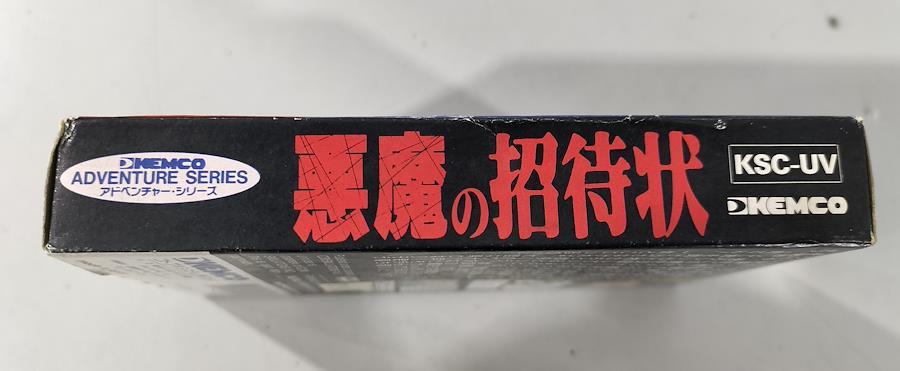 KEMCO
ADVENTURE SERIES
アドベンチャー・シリーズ
悪魔の招待状
KSC-UV
KEMCO